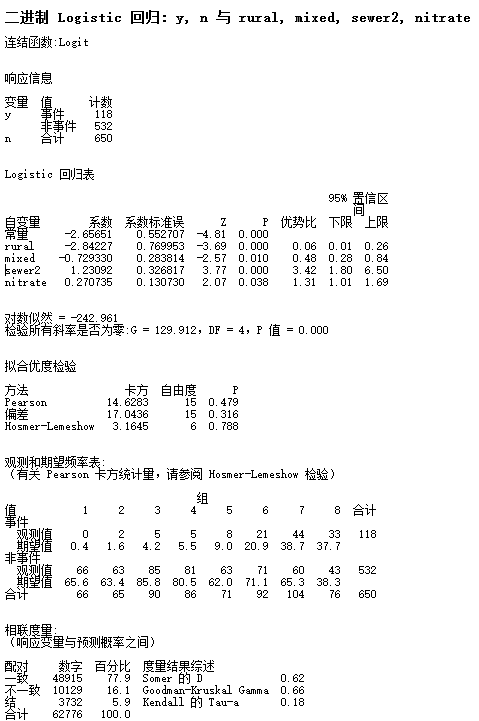 二进制 Logistic 回归: y, n 与 rural, mixed, sewer2, nitrate
连结函数:Logit
响应信息
变量 值 计数
y 事件 118
非事件 532
n 合计 650
Logistic 回归表
95% 置信区
间
自变量 系数 系数标准误 Z P 优势比 下限 上限
常量 -2.65651 0.552707 -4.81 0.000
rural -2.84227 0.769953 -3.69 0.000 0.06 0.01 0.26
mixed -0.729330 0.283814 -2.57 0.010 0.48 0.28 0.84
sewer2 1.23092 0.326817 3.77 0.000 3.42 1.80 6.50
nitrate 0.270735 0.130730 2.07 0.038 1.31 1.01 1.69
对数似然 = -242.961
检验所有斜率是否为零:G = 129.912, DF = 4, P 值 = 0.000
拟合优度检验
方法 卡方 自由度 P
Pearson 14.6283 15 0.479
偏差 17.0436 15 0.316
Hosmer-Lemeshow 3.1645 6 0.788
观测和期望频率表:
(有关 Pearson 卡方统计量,请参阅 Hosmer-Lemeshow 检验)
组
值 1 2 3 4 5 6 7 8 合计
事件
观测值 0 2 5 5 8 21 44 33 118
期望值 0.4 1.6 4.2 5.5 9.0 20.9 38.7 37.7
非事件
观测值 66 63 85 81 63 71 60 43 532
期望值 65.6 63.4 85.8 80.5 62.0 71.1 65.3 38.3
合计 66 65 90 86 71 92 104 76 650
相联度量:
(响应变量与预测概率之间)
配对 数字 百分比 度量结果综述
一致 48915 77.9 Somer 的 D 0.62
不一致 10129 16.1 Goodman-Kruskal Gamma 0.66
结 3732 5.9 Kendall 的 Tau-a 0.18
合计 62776 100.0